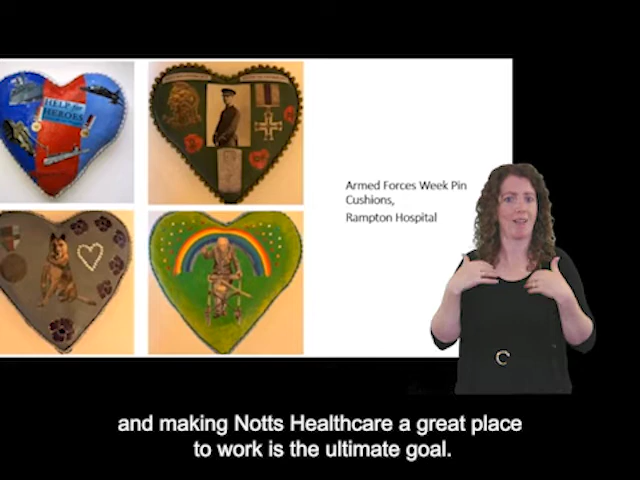 HELP for
HEROES
Armed Forces Week Pin
Cushions,
Rampton Hospital
and making Notts Healthcare a great place
to work is the ultimate goal.